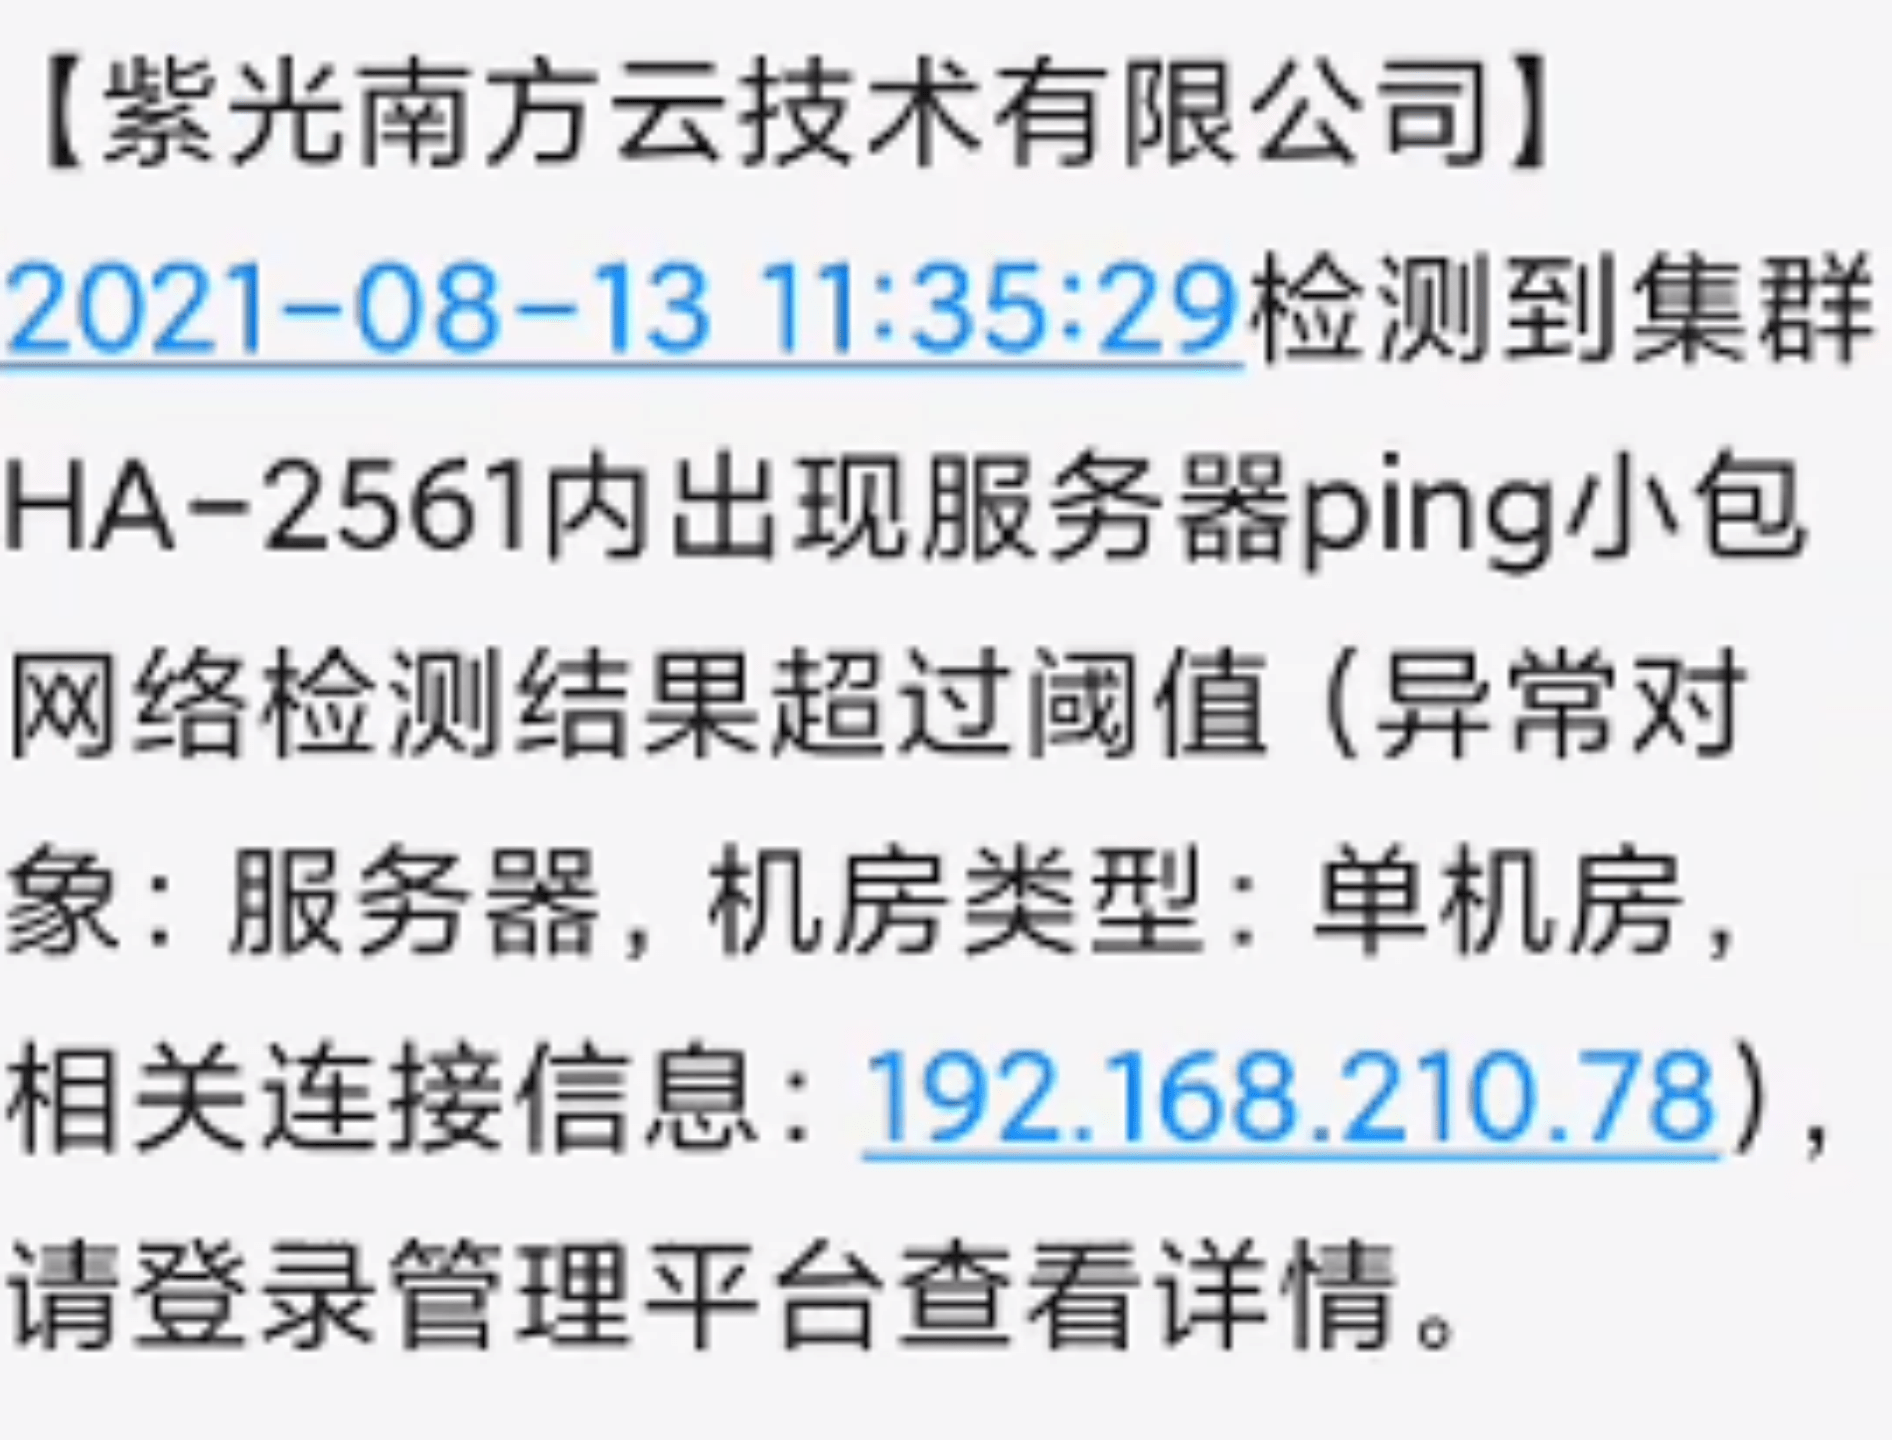 【紫光南方云技术有限公司】
2021-08-13 11:35:29检测到集群
HA-2561内出现服务器ping小包
网络检测结果超过阈值（异常对
象：服务器，机房类型：单机房，
相关连接信息：192.168.210.78），
请登录管理平台查看详情。